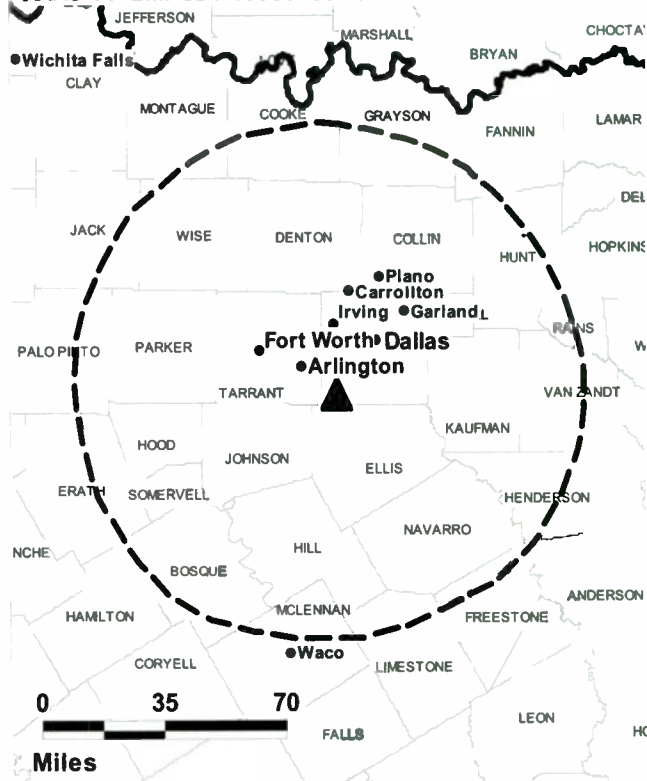 JEFFERSON
MARSHALL
CHOCTA
BRYAN
Wichita Falls
CLAY
MONTAGUE
COOKE
GRAYSON
LAMAR
FANNIN
DEL
JACK
WISE
DENTON
COLLIN
HOPKINS
HUNT
Plano
Carrollton
Irving
Garland
RAINS
Fort Worth
Dallas
PALO PINTO
PARKER
W
Arlington
TARRANT
VAN ZANDT
KAUFMAN
HOOD
JOHNSON
ELLIS
ERATH
SOMERVELL
HENDERSON
NAVARRO
NCHE
HILL
BOSQUE
ANDERSON
HAMILTON
MCLENNAN
FREESTONE
Waco
CORYELL
LIMESTONE
0 35 70
LEON
FALLS
HO
Miles